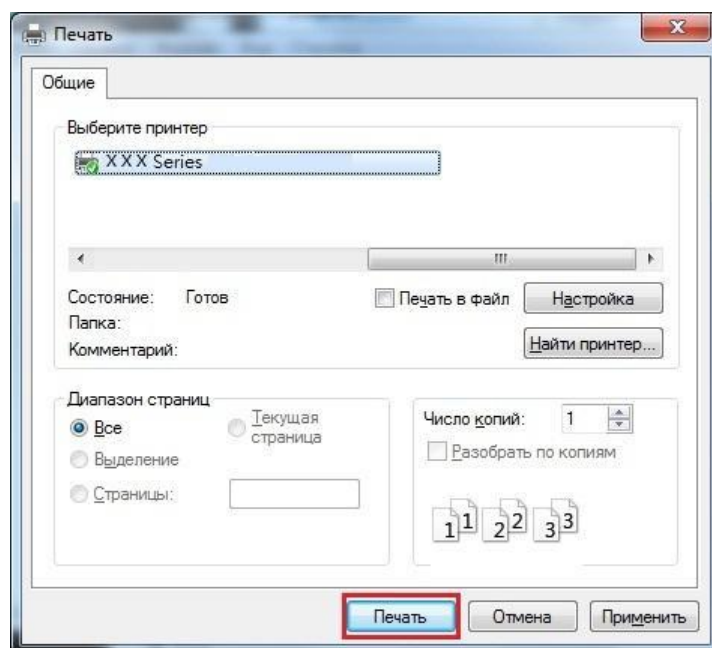 Печать
Общие
Выберите принтер
X X X Series
Состояние: Готов
Печать в файл
Настройка
Папка:
Комментарий:
Найти принтер...
Диапазон страниц
Все
Текущая
страница
Выделение
Страницы:
Число копий: 1
Разобрать по копиям
1 1 2 2 3 3
Печать
Отмена
Применить